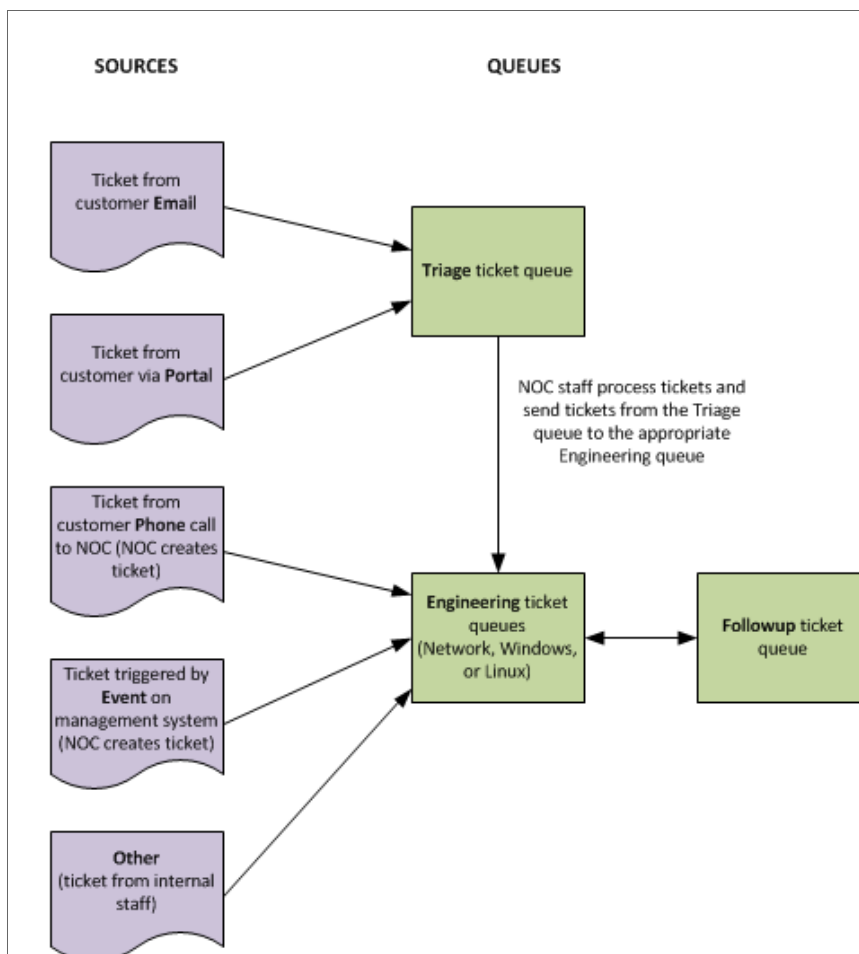 SOURCES
QUEUES
Ticket from
customer Email
Triage ticket queue
Ticket from
customer via Portal
NOC staff process tickets and
send tickets from the Triage
queue to the appropriate
Engineering queue
Ticket from
customer Phone call
to NOC (NOC creates
ticket)
Engineering ticket
queues
(Network, Windows,
or Linux)
Followup ticket
queue
Ticket triggered by
Event on
management system
(NOC creates ticket)
Other
(ticket from internal
staff)